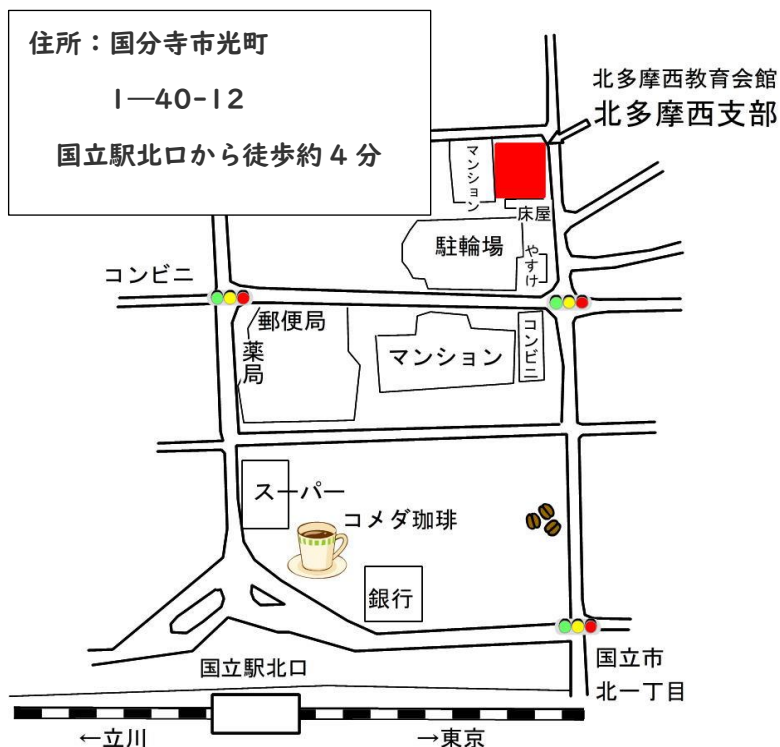 住所：国分寺市光町
1―40-12
国立駅北口から徒歩約4分
北多摩西教育会館
北多摩西支部
マンション
床屋
駐輪場
やすけ
コンビニ
郵便局
薬局
マンション
コンビニ
スーパー
コメダ珈琲
銀行
国立駅北口
国立市
北一丁目
←立川
→東京